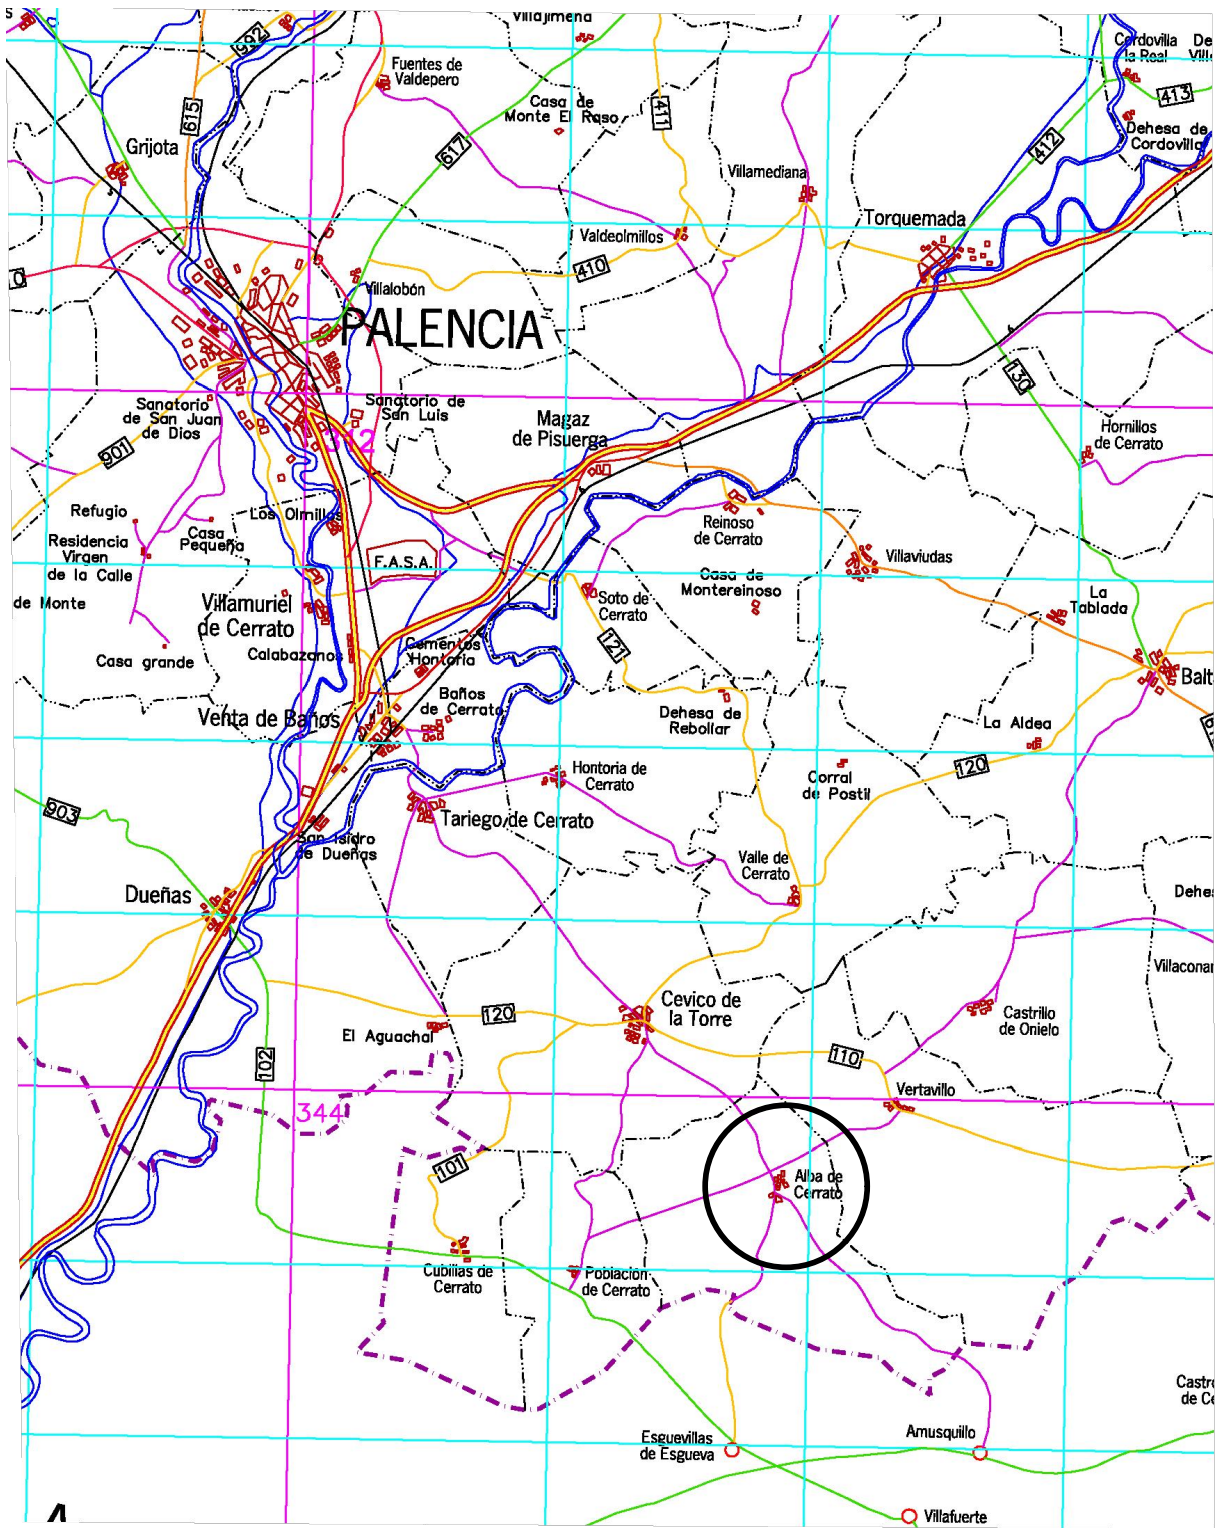 Villajimena
992
Fuentes de
Valdepero
Cordovilla
la Real
413
Casa de
Monte El Raso
411
615
Dehesa de
Cordovilla
412
Grijota
617
Villamediana
Torquemada
Valdeolmillos
410
Villalobón
PALENCIA
130
Sanatorio
de San Juan
de Dios
Sanatorio de
San Luis
Magaz
de Pisuerga
312
Hornillos
de Cerrato
901
Refugio
Los Olmillos
Casa
Pequeña
Reinoso
de Cerrato
Residencia
Virgen
de la Calle
F.A.S.A.
Villaviudas
Casa de
Montereinoso
de Monte
Villamuriel
de Cerrato
Soto de
Cerrato
La
Tablada
121
Calabazanos
Cementos
Hontoria
Casa grande
Balt
Baños
de Cerrato
Venta de Baños
Dehesa de
Rebollar
La Aldea
120
Hontoria de
Cerrato
Corral
de Postil
903
Tariego de Cerrato
San Isidro
de Dueñas
Valle de
Cerrato
Dueñas
Dehe
Villaconan
Cevico de
la Torre
120
El Aguachal
Castrillo
de Onielo
110
102
Vertavillo
344
101
Alba de
Cerrato
Cubillas de
Cerrato
Población
de Cerrato
Castro
de Ce
Esguevillas
de Esgueva
Amusquillo
Villafuerte